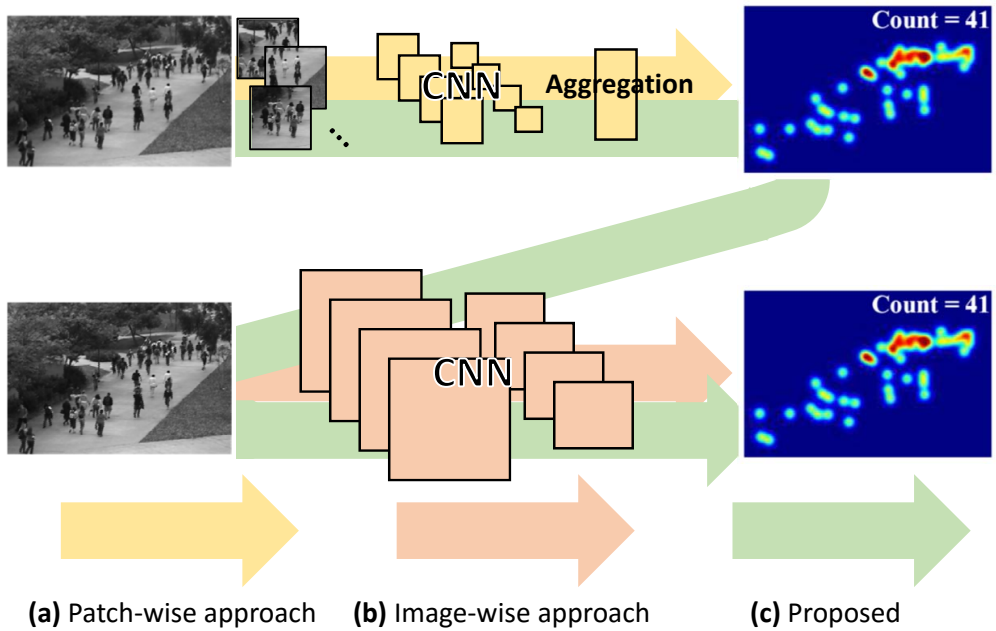 Count = 41
CNN
Aggregation
Count = 41
CNN
(a) Patch-wise approach
(b) Image-wise approach
(c) Proposed